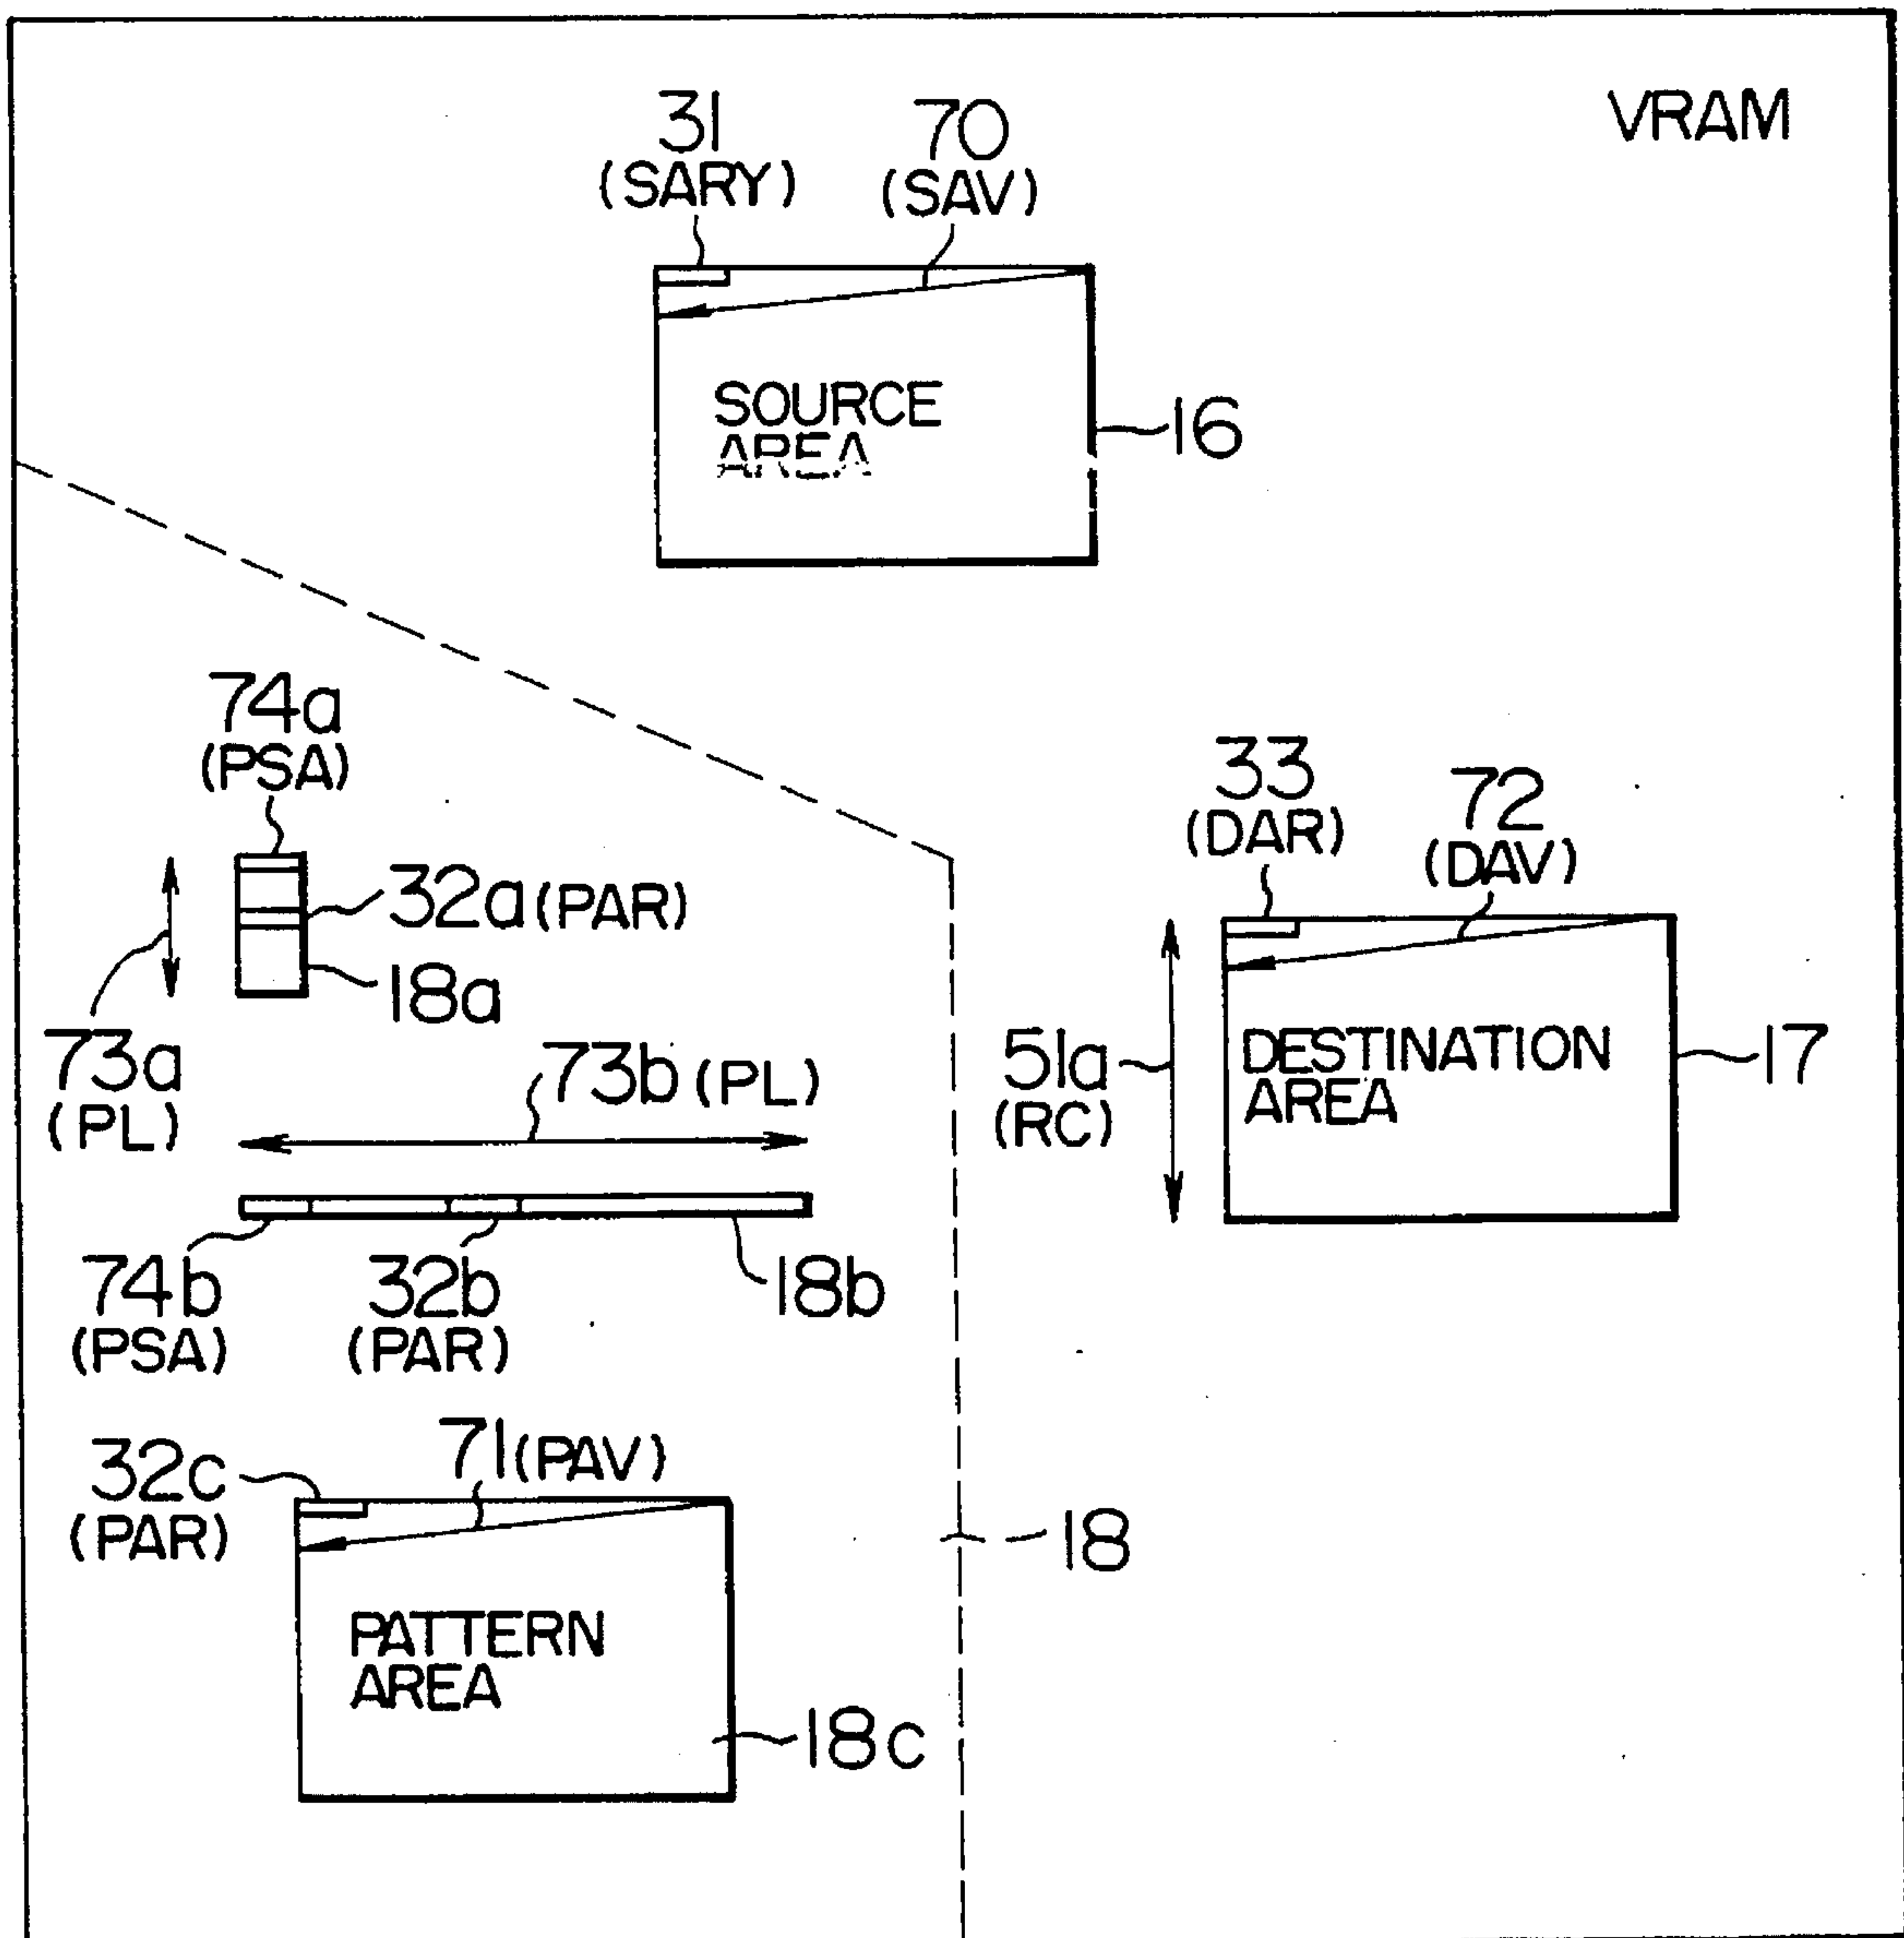 VRAM
31
(SARY)
70
(SAV)
SOURCE
AREA
16
74a
(PSA)
32a (PAR)
18a
73a
(PL)
33
(DAR)
72
(DAV)
51a
(RC)
DESTINATION
AREA
17
73b (PL)
74b
(PSA)
32b
(PAR)
18b
32c
(PAR)
71 (PAV)
18
PATTERN
AREA
18c